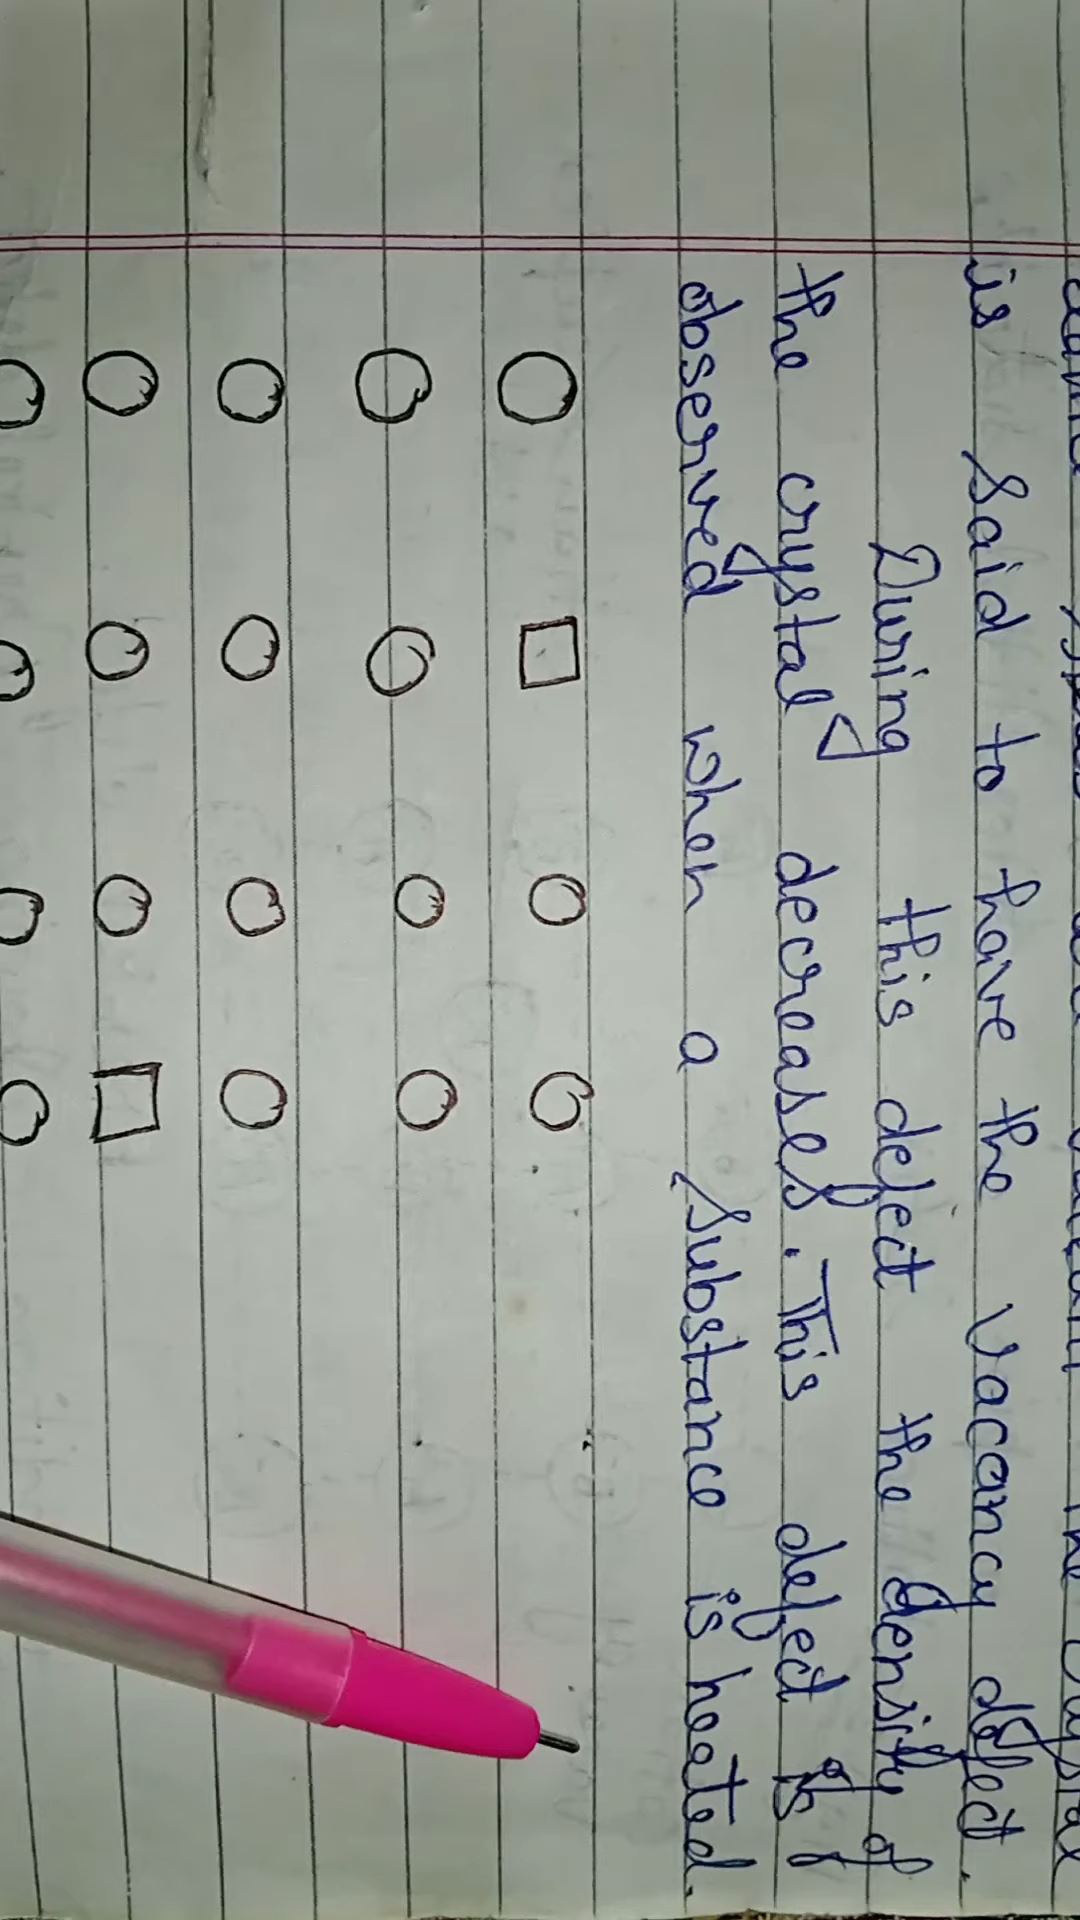 is said to have the vacancy defect.
During this defect the density of
the crystal decreases. This defect is
observed when a substance is heated.